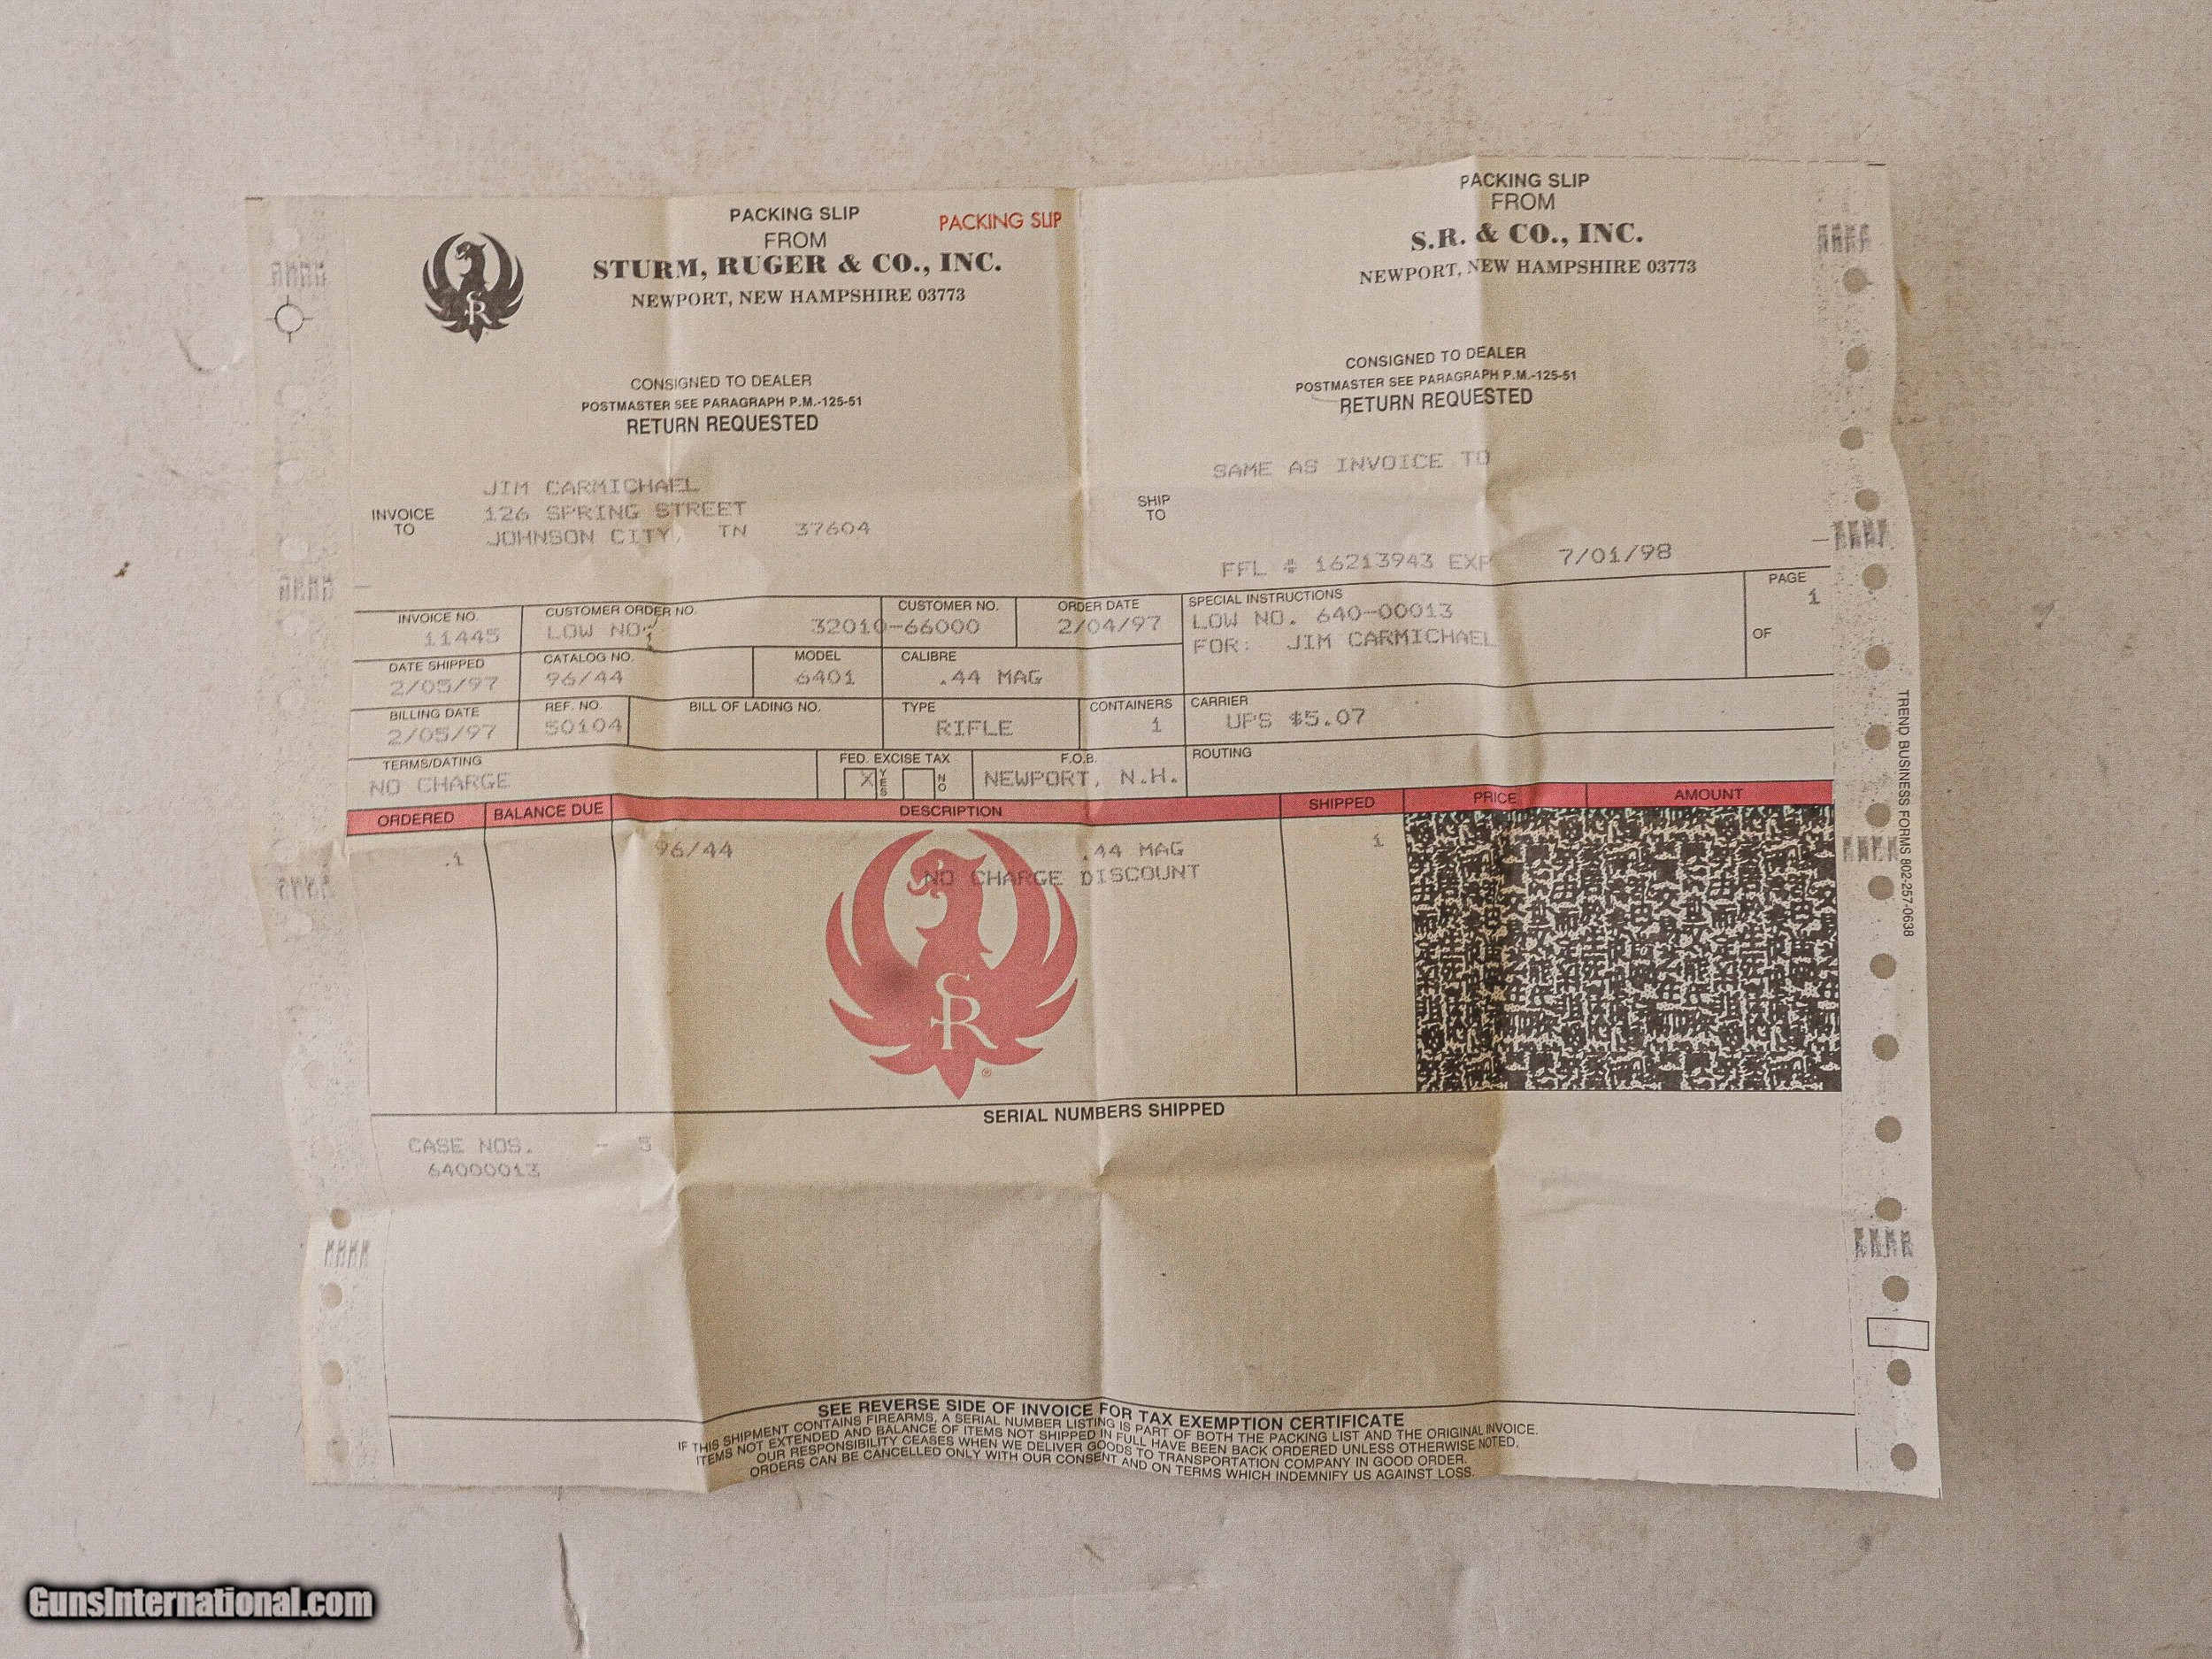 PACKING SLIP
FROM
STURM, RUGER & CO., INC.
NEWPORT, NEW HAMPSHIRE 03773
PACKING SLIP
SR
CONSIGNED TO DEALER
POSTMASTER SEE PARAGRAPH P.M.-125-51
RETURN REQUESTED
PACKING SLIP
FROM
S.R. & CO., INC.
NEWPORT, NEW HAMPSHIRE 03773
CONSIGNED TO DEALER
POSTMASTER SEE PARAGRAPH P.M.-125-51
RETURN REQUESTED
INVOICE TO
JIM CARMICHAEL
126 SPRING STREET
JOHNSON CITY, TN 37604
SHIP TO
SAME AS INVOICE TO
FFL # 16213943 EXP 7/01/98
INVOICE NO.
11445
CUSTOMER ORDER NO.
LOW NO.
CUSTOMER NO.
32010-66000
ORDER DATE
2/04/97
SPECIAL INSTRUCTIONS
LOW NO. 640-00013
FOR: JIM CARMICHAEL
PAGE
1
OF
DATE SHIPPED
2/05/97
CATALOG NO.
96/44
MODEL
6401
CALIBRE
.44 MAG
BILLING DATE
2/05/97
REF. NO.
50104
BILL OF LADING NO.
TYPE
RIFLE
CONTAINERS
1
CARRIER
UPS $5.07
TERMS/DATING
NO CHARGE
FED. EXCISE TAX
X YES NO
F.O.B.
NEWPORT, N.H.
ROUTING
ORDERED BALANCE DUE DESCRIPTION SHIPPED PRICE AMOUNT
.1 96/44 .44 MAG 1
NO CHARGE DISCOUNT
SR
®
SERIAL NUMBERS SHIPPED
CASE NOS. - 5
64000013
SEE REVERSE SIDE OF INVOICE FOR TAX EXEMPTION CERTIFICATE
IF THIS SHIPMENT CONTAINS FIREARMS, A SERIAL NUMBER LISTING IS PART OF BOTH THE PACKING LIST AND THE ORIGINAL INVOICE.
ITEMS NOT EXTENDED AND BALANCE OF ITEMS NOT SHIPPED IN FULL HAVE BEEN BACK ORDERED UNLESS OTHERWISE NOTED.
OUR RESPONSIBILITY CEASES WHEN WE DELIVER GOODS TO TRANSPORTATION COMPANY IN GOOD ORDER.
ORDERS CAN BE CANCELLED ONLY WITH OUR CONSENT AND ON TERMS WHICH INDEMNIFY US AGAINST LOSS.
TREND BUSINESS FORMS 802-257-0638
GunsInternational.com